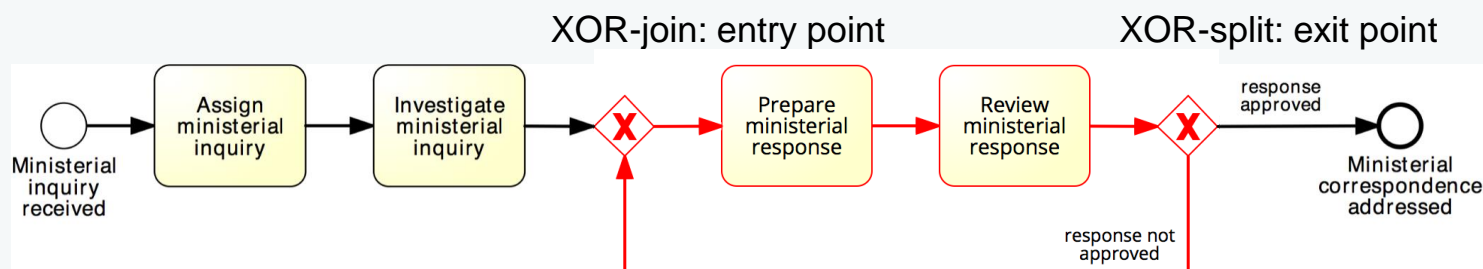 XOR-join: entry point
XOR-split: exit point
Ministerial
inquiry
received
Assign
ministerial
inquiry
Investigate
ministerial
inquiry
X
Prepare
ministerial
response
Review
ministerial
response
X
response
approved
response not
approved
Ministerial
correspondence
addressed